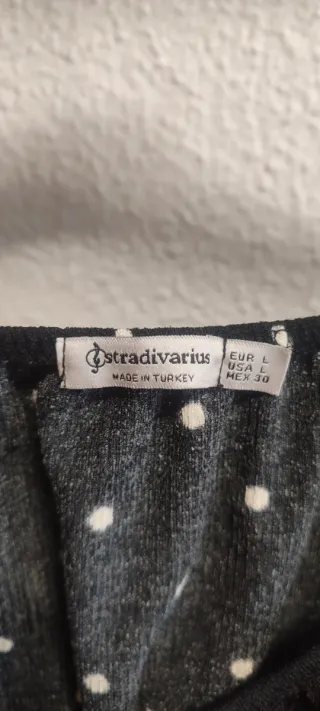 stradivarius
MADE IN TURKEY
EUR L
USA L
MEX 30